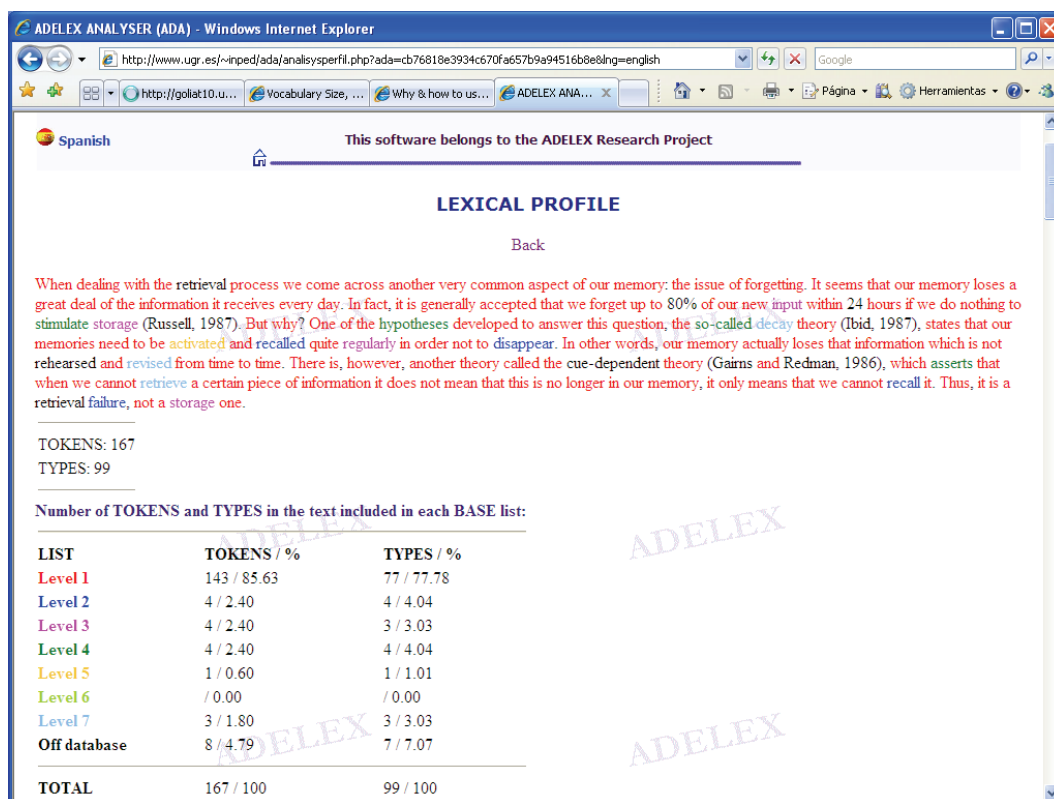 ADELEX ANALYSER (ADA) - Windows Internet Explorer
http://www.ugr.es/~inped/ada/analisysperfil.php?ada=cb76818e3934c670fa657b9a94516b8e&lng=english
Google
http://goliat10.u... Vocabulary Size, ... Why & how to us... ADELEX ANA... Página Herramientas
Spanish
This software belongs to the ADELEX Research Project
LEXICAL PROFILE
Back
When dealing with the retrieval process we come across another very common aspect of our memory: the issue of forgetting. It seems that our memory loses a
great deal of the information it receives every day. In fact, it is generally accepted that we forget up to 80% of our new input within 24 hours if we do nothing to
stimulate storage (Russell, 1987). But why? One of the hypotheses developed to answer this question, the so-called decay theory (Ibid, 1987), states that our
memories need to be activated and recalled quite regularly in order not to disappear. In other words, our memory actually loses that information which is not
rehearsed and revised from time to time. There is, however, another theory called the cue-dependent theory (Gairns and Redman, 1986), which asserts that
when we cannot retrieve a certain piece of information it does not mean that this is no longer in our memory, it only means that we cannot recall it. Thus, it is a
retrieval failure, not a storage one.
TOKENS: 167
TYPES: 99
Number of TOKENS and TYPES in the text included in each BASE list:
LIST TOKENS / % TYPES / %
Level 1 143 / 85.63 77 / 77.78
Level 2 4 / 2.40 4 / 4.04
Level 3 4 / 2.40 3 / 3.03
Level 4 4 / 2.40 4 / 4.04
Level 5 1 / 0.60 1 / 1.01
Level 6 / 0.00 / 0.00
Level 7 3 / 1.80 3 / 3.03
Off database 8 / 4.79 7 / 7.07
TOTAL 167 / 100 99 / 100
ADELEX
ADELEX
ADELEX
ADELEX
ADELEX
ADELEX